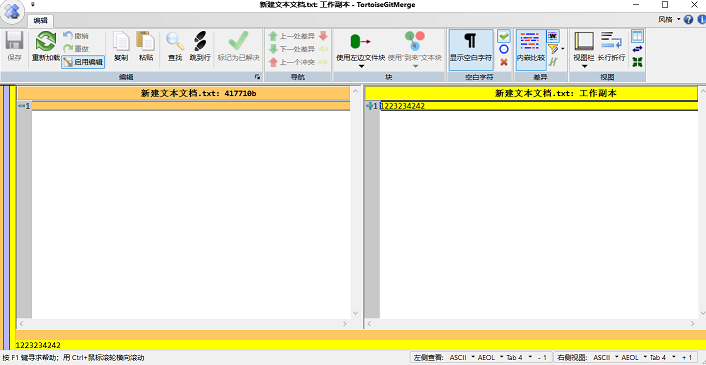 新建文本文档.txt: 工作副本 - TortoiseGitMerge
编辑
风格
保存
重新加载
撤销
重做
启用编辑
复制
粘贴
查找
跳到行
标记为已解决
编辑
上一处差异
下一处差异
上一个冲突
导航
使用左边文件块
使用"到来"文本块
块
显示空白字符
空白字符
内嵌比较
差异
视图栏
长行折行
视图
新建文本文档.txt: 417710b
新建文本文档.txt: 工作副本
1
1 1223234242
1223234242
按 F1 键寻求帮助；用 Ctrl+鼠标滚轮横向滚动
左侧查看: ASCII AEOL Tab 4 - 1
右侧视图: ASCII AEOL Tab 4 + 1